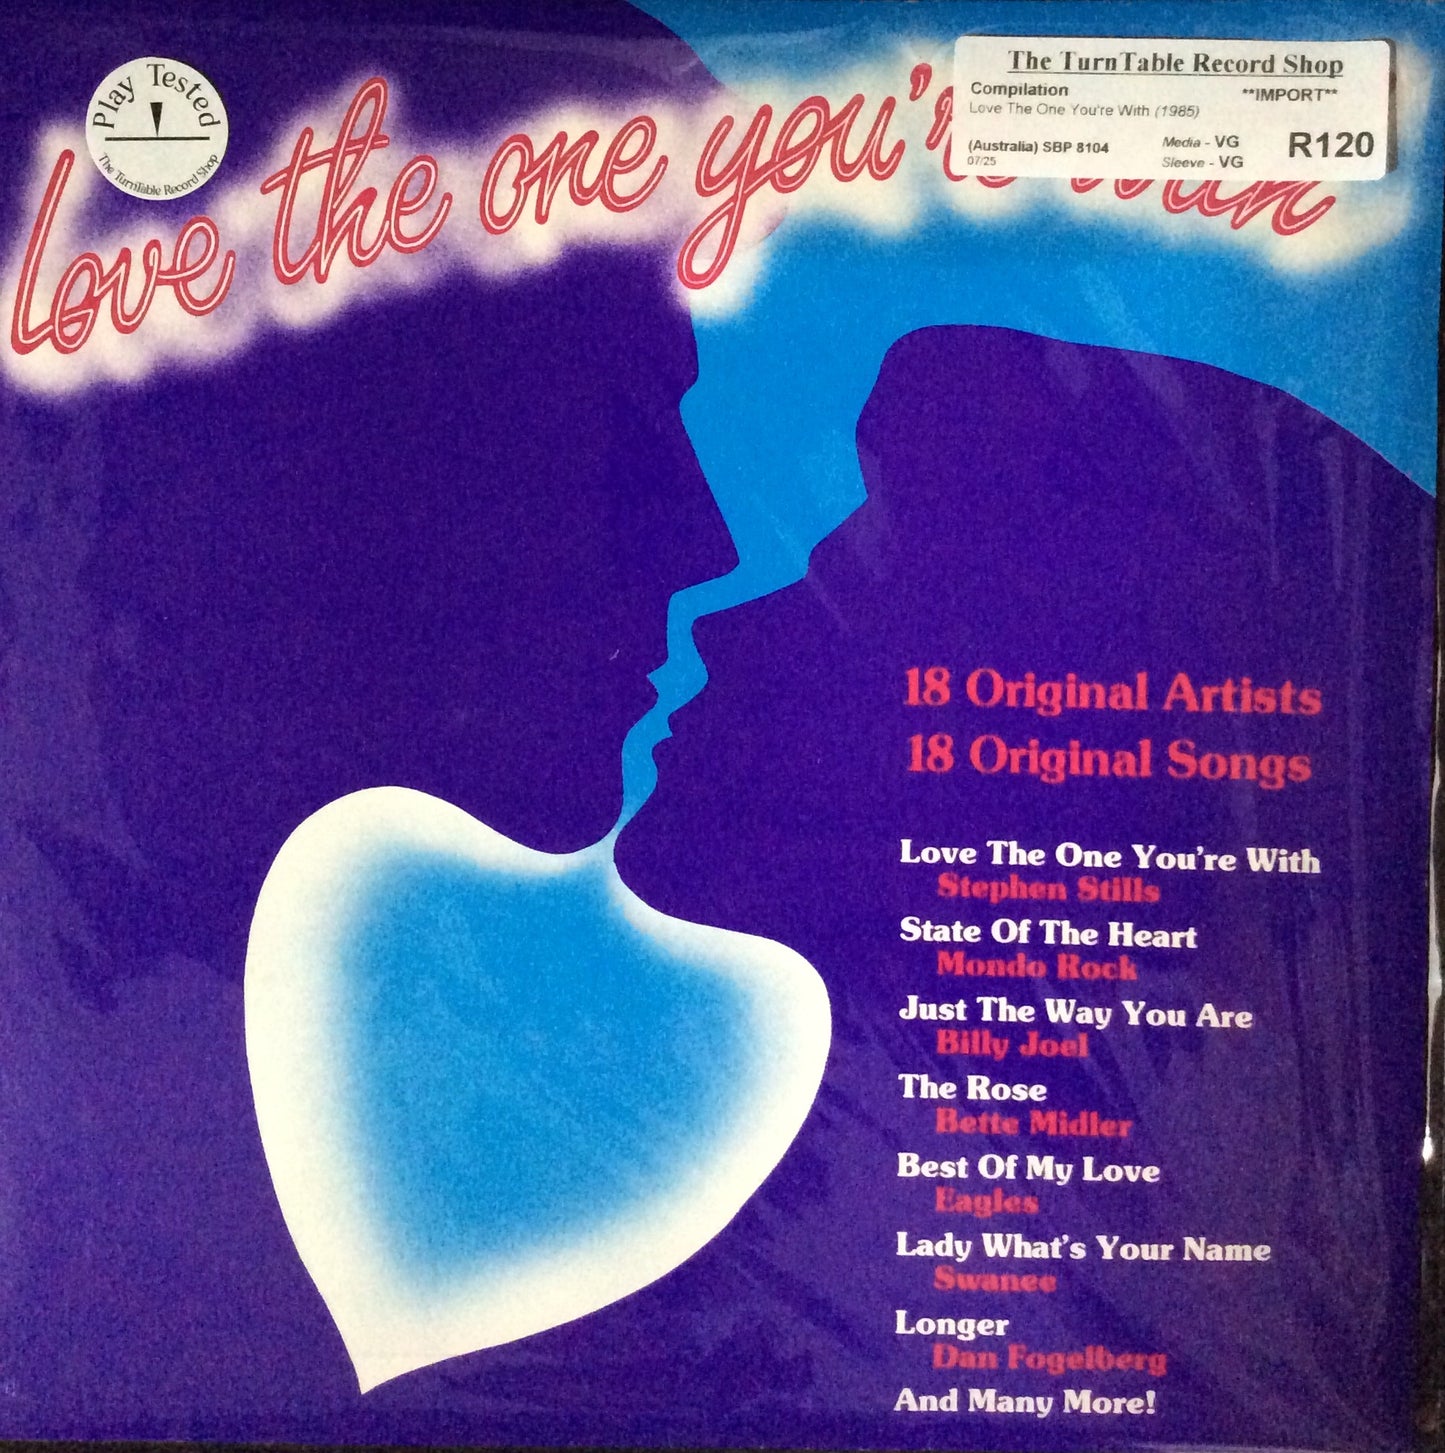 Play Tested
The TurnTable Record Shop
love the one you're with
The TurnTable Record Shop
Compilation **IMPORT**
Love The One You're With (1985)
(Australia) SBP 8104 Media - VG R120
07/25 Sleeve - VG
18 Original Artists
18 Original Songs
Love The One You're With
Stephen Stills
State Of The Heart
Mondo Rock
Just The Way You Are
Billy Joel
The Rose
Bette Midler
Best Of My Love
Eagles
Lady What's Your Name
Swanee
Longer
Dan Fogelberg
And Many More!